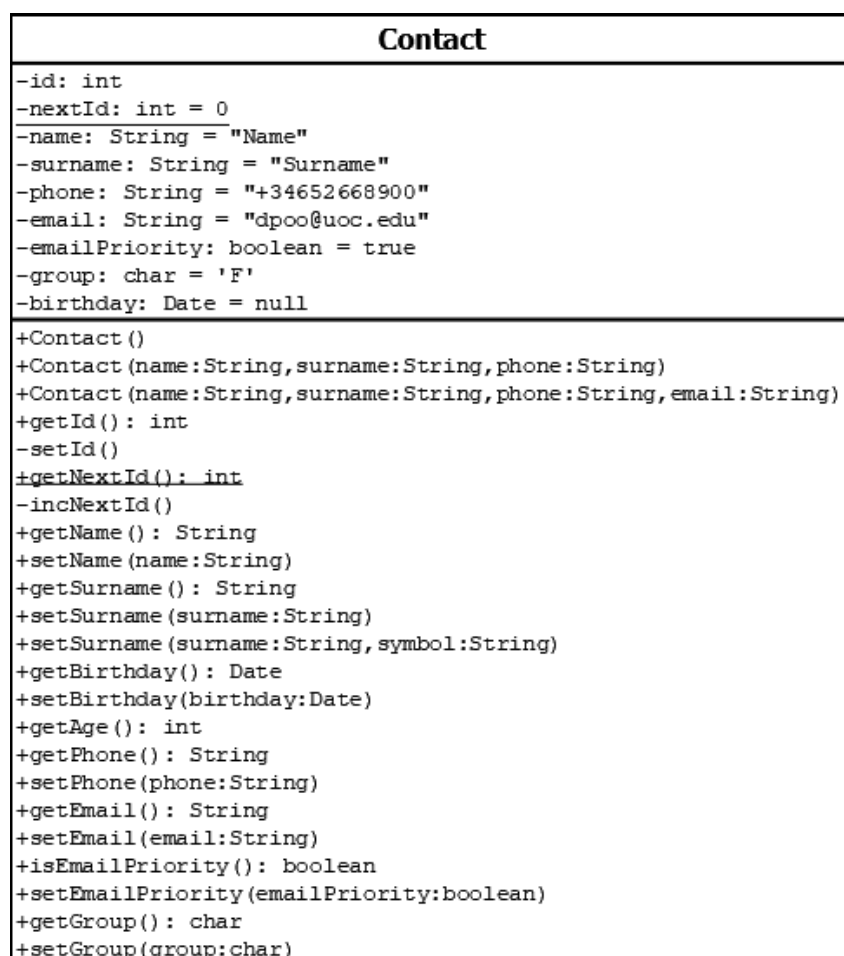 Contact
-id: int
-nextId: int = 0
-name: String = "Name"
-surname: String = "Surname"
-phone: String = "+34652668900"
-email: String = "dpoo@uoc.edu"
-emailPriority: boolean = true
-group: char = 'F'
-birthday: Date = null
+Contact()
+Contact(name:String,surname:String,phone:String)
+Contact(name:String,surname:String,phone:String,email:String)
+getId(): int
-setId()
+getNextId(): int
-incNextId()
+getName(): String
+setName(name:String)
+getSurname(): String
+setSurname(surname:String)
+setSurname(surname:String,symbol:String)
+getBirthday(): Date
+setBirthday(birthday:Date)
+getAge(): int
+getPhone(): String
+setPhone(phone:String)
+getEmail(): String
+setEmail(email:String)
+isEmailPriority(): boolean
+setEmailPriority(emailPriority:boolean)
+getGroup(): char
+setGroup(group:char)